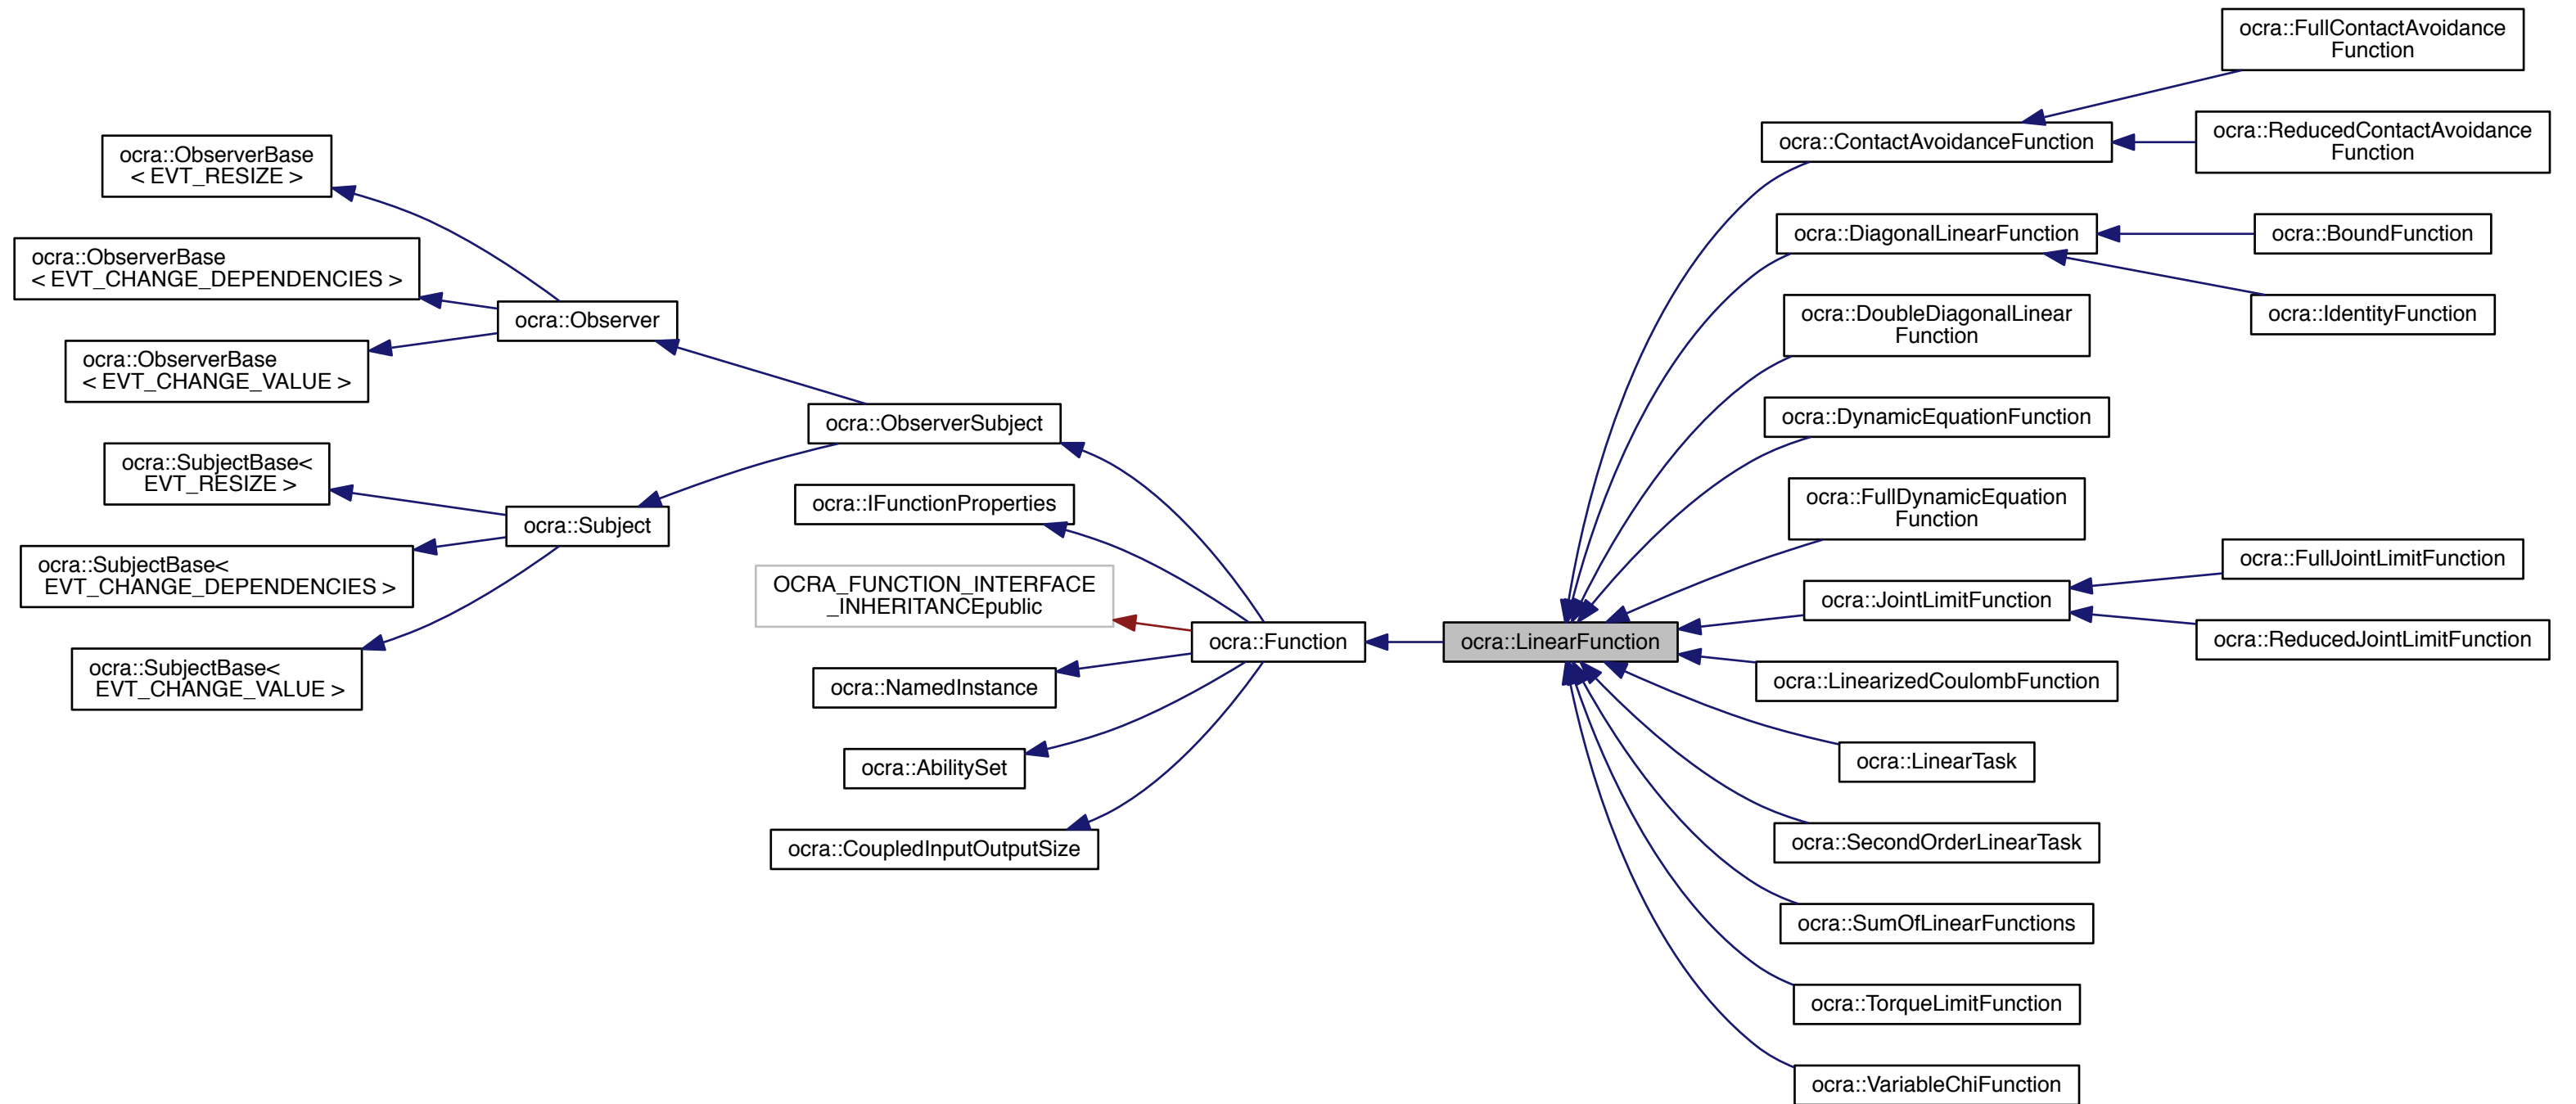 ocra::ObserverBase
< EVT_RESIZE >
ocra::ObserverBase
< EVT_CHANGE_DEPENDENCIES >
ocra::ObserverBase
< EVT_CHANGE_VALUE >
ocra::SubjectBase<
EVT_RESIZE >
ocra::SubjectBase<
EVT_CHANGE_DEPENDENCIES >
ocra::SubjectBase<
EVT_CHANGE_VALUE >
ocra::Observer
ocra::Subject
ocra::ObserverSubject
ocra::IFunctionProperties
OCRA_FUNCTION_INTERFACE
_INHERITANCEpublic
ocra::NamedInstance
ocra::AbilitySet
ocra::CoupledInputOutputSize
ocra::Function
ocra::LinearFunction
ocra::ContactAvoidanceFunction
ocra::DiagonalLinearFunction
ocra::DoubleDiagonalLinear
Function
ocra::DynamicEquationFunction
ocra::FullDynamicEquation
Function
ocra::JointLimitFunction
ocra::LinearizedCoulombFunction
ocra::LinearTask
ocra::SecondOrderLinearTask
ocra::SumOfLinearFunctions
ocra::TorqueLimitFunction
ocra::VariableChiFunction
ocra::FullContactAvoidance
Function
ocra::ReducedContactAvoidance
Function
ocra::BoundFunction
ocra::IdentityFunction
ocra::FullJointLimitFunction
ocra::ReducedJointLimitFunction